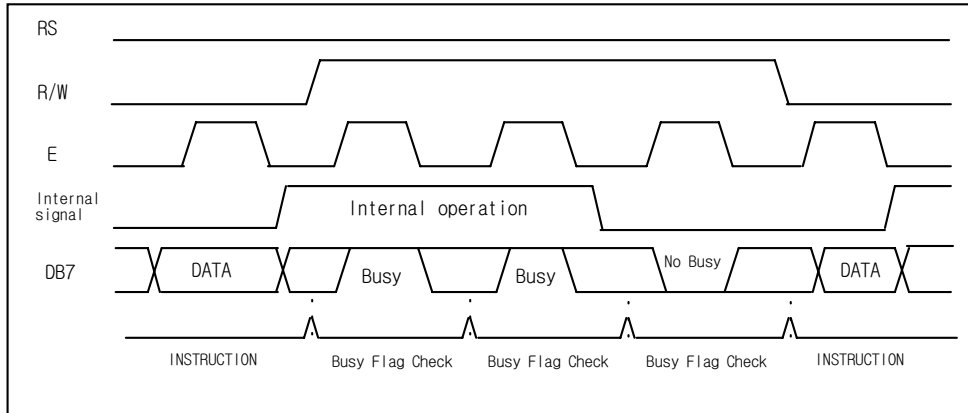 RS
R/W
E
Internal
signal
Internal operation
DB7
DATA
Busy
Busy
No Busy
DATA
INSTRUCTION
Busy Flag Check
Busy Flag Check
Busy Flag Check
INSTRUCTION